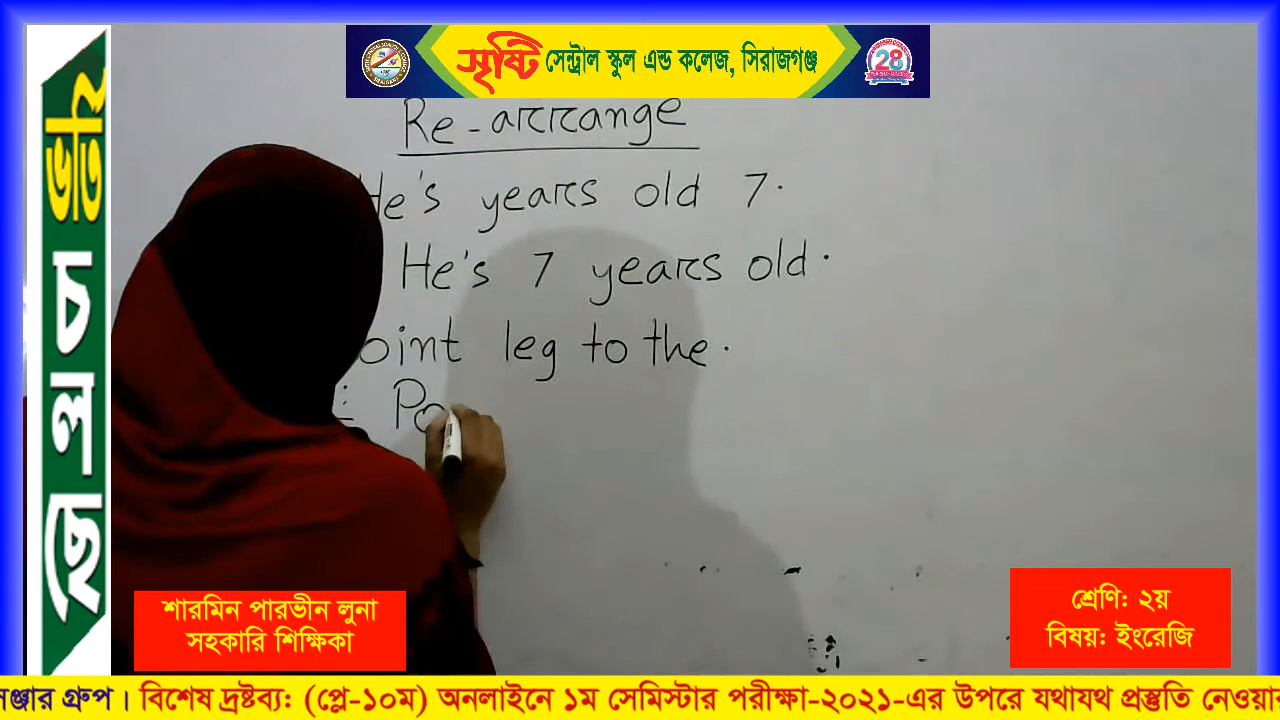 সৃষ্টি সেন্ট্রাল স্কুল এন্ড কলেজ, সিরাজগঞ্জ
28
ভর্তি চলছে
Re-arrange
He's years old 7.
He's 7 years old.
oint leg to the.
Po
শারমিন পারভীন লুনা
সহকারি শিক্ষিকা
শ্রেণি: ২য়
বিষয়: ইংরেজি
গ্রুপ। বিশেষ দ্রষ্টব্য: (প্লে-১০ম) অনলাইনে ১ম সেমিস্টার পরীক্ষা-২০২১-এর উপরে যথাযথ প্রস্তুতি নেওয়ার